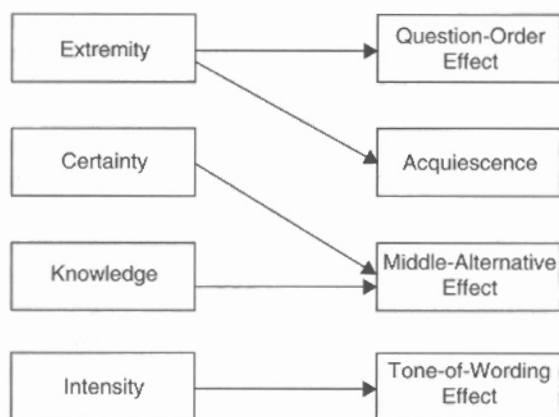 Extremity
Question-Order
Effect
Certainty
Acquiescence
Knowledge
Middle-Alternative
Effect
Intensity
Tone-of-Wording
Effect